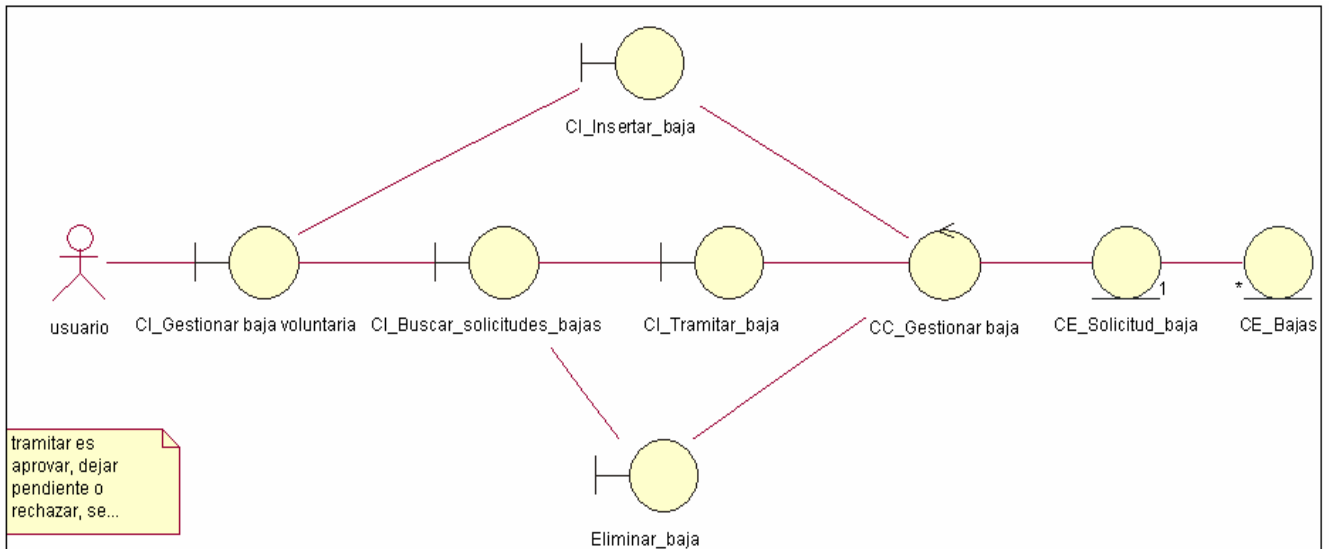 CI_Insertar_baja
1
*
usuario
CI_Gestionar baja voluntaria
CI_Buscar_solicitudes_bajas
CI_Tramitar_baja
CC_Gestionar baja
CE_Solicitud_baja
CE_Bajas
tramitar es
aprovar, dejar
pendiente o
rechazar, se...
Eliminar_baja